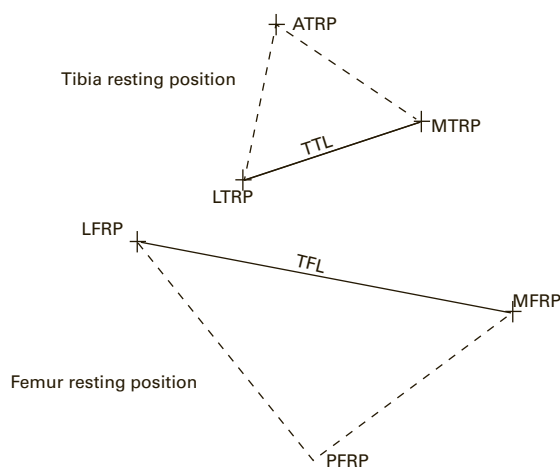 ATRP
Tibia resting position
MTRP
TTL
LTRP
LFRP
TFL
MFRP
Femur resting position
PFRP